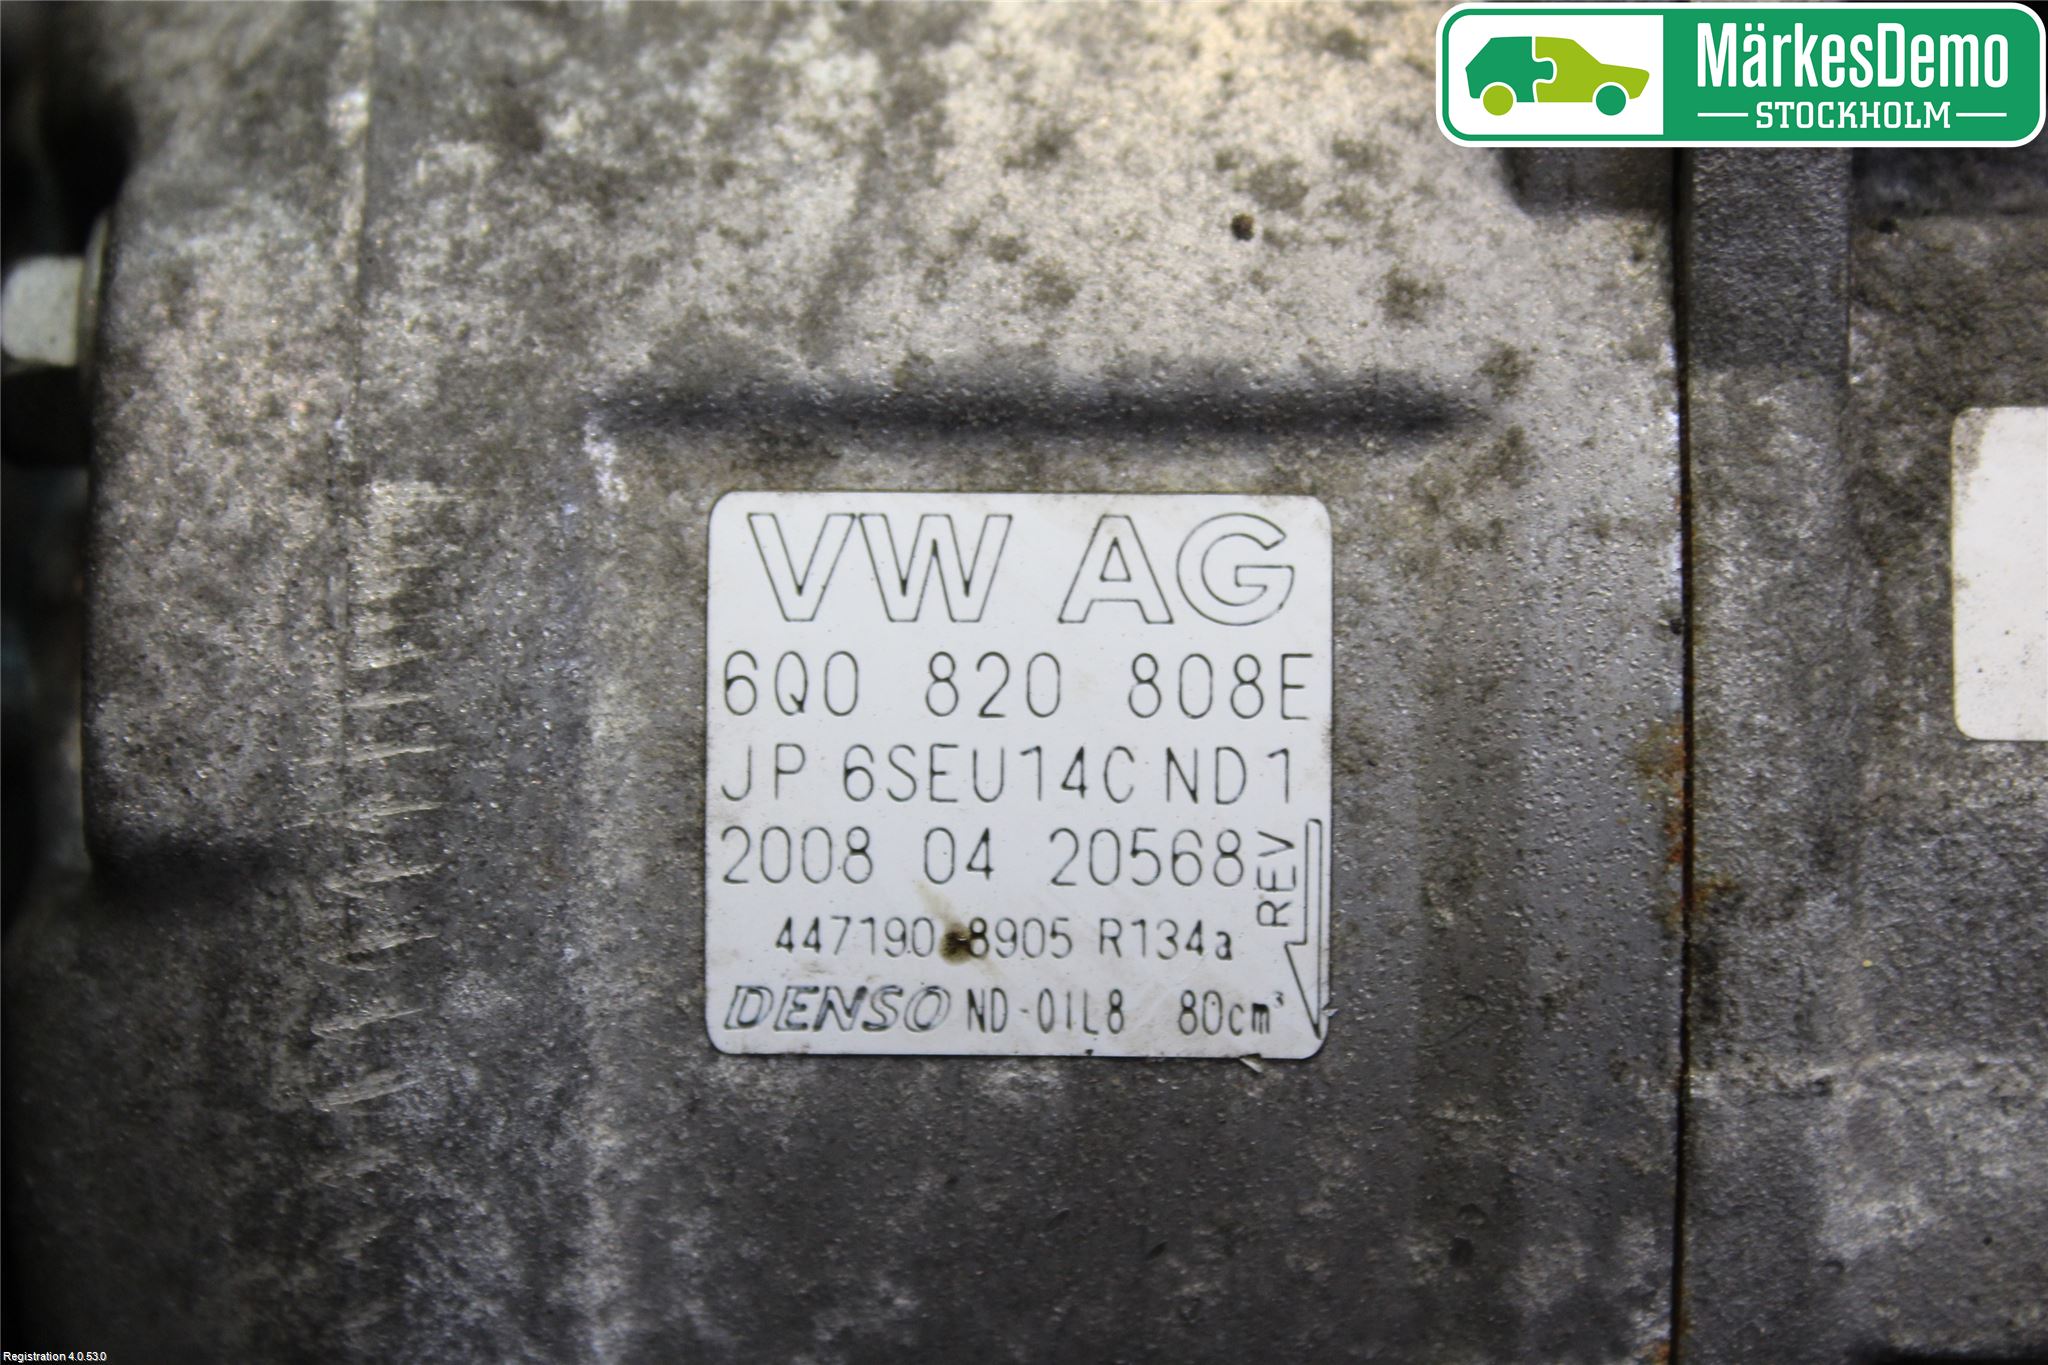 MärkesDemo
STOCKHOLM
VW AG
6Q0 820 808E
JP 6SEU14C ND1
2008 04 20568
REV
447190-8905 R134a
DENSO ND-OIL8 80cm³
Registration 4.0.53.0